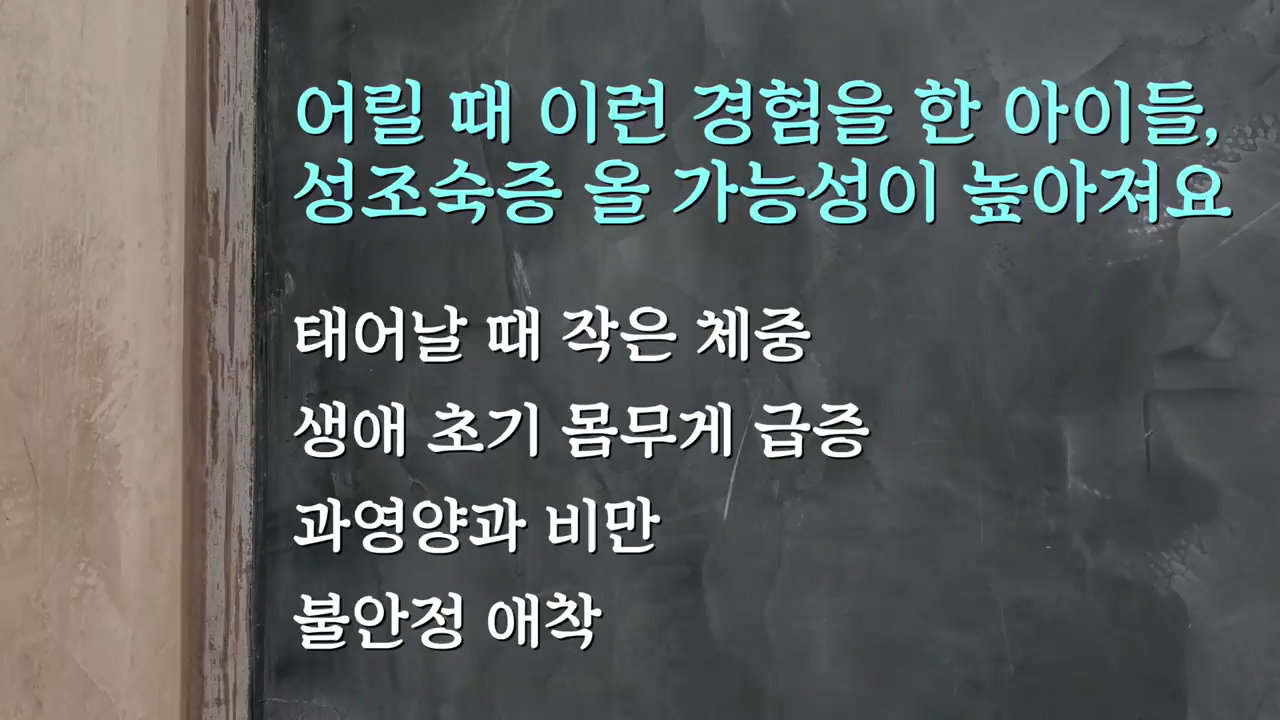 어릴 때 이런 경험을 한 아이들,
성조숙증 올 가능성이 높아져요
태어날 때 작은 체중
생애 초기 몸무게 급증
과영양과 비만
불안정 애착